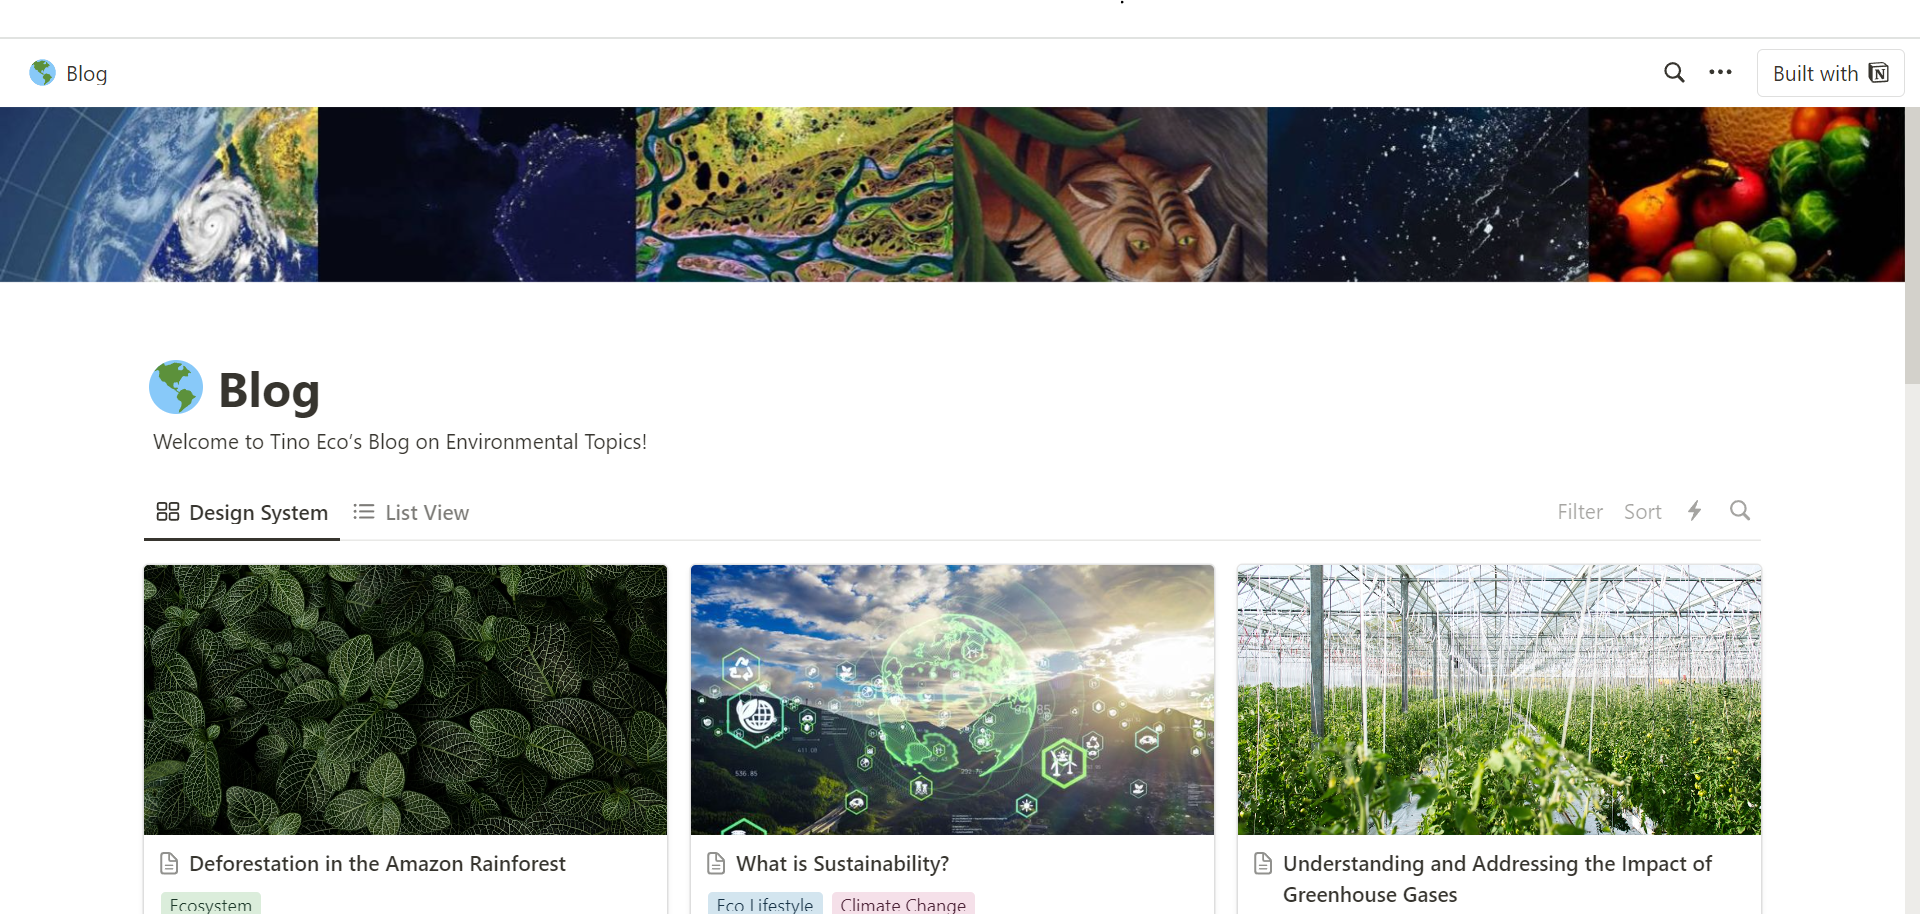 Blog
Built with
Blog
Welcome to Tino Eco’s Blog on Environmental Topics!
Design System
List View
Filter
Sort
536.85
Deforestation in the Amazon Rainforest
What is Sustainability?
Understanding and Addressing the Impact of
Greenhouse Gases
Ecosystem
Eco Lifestyle
Climate Change